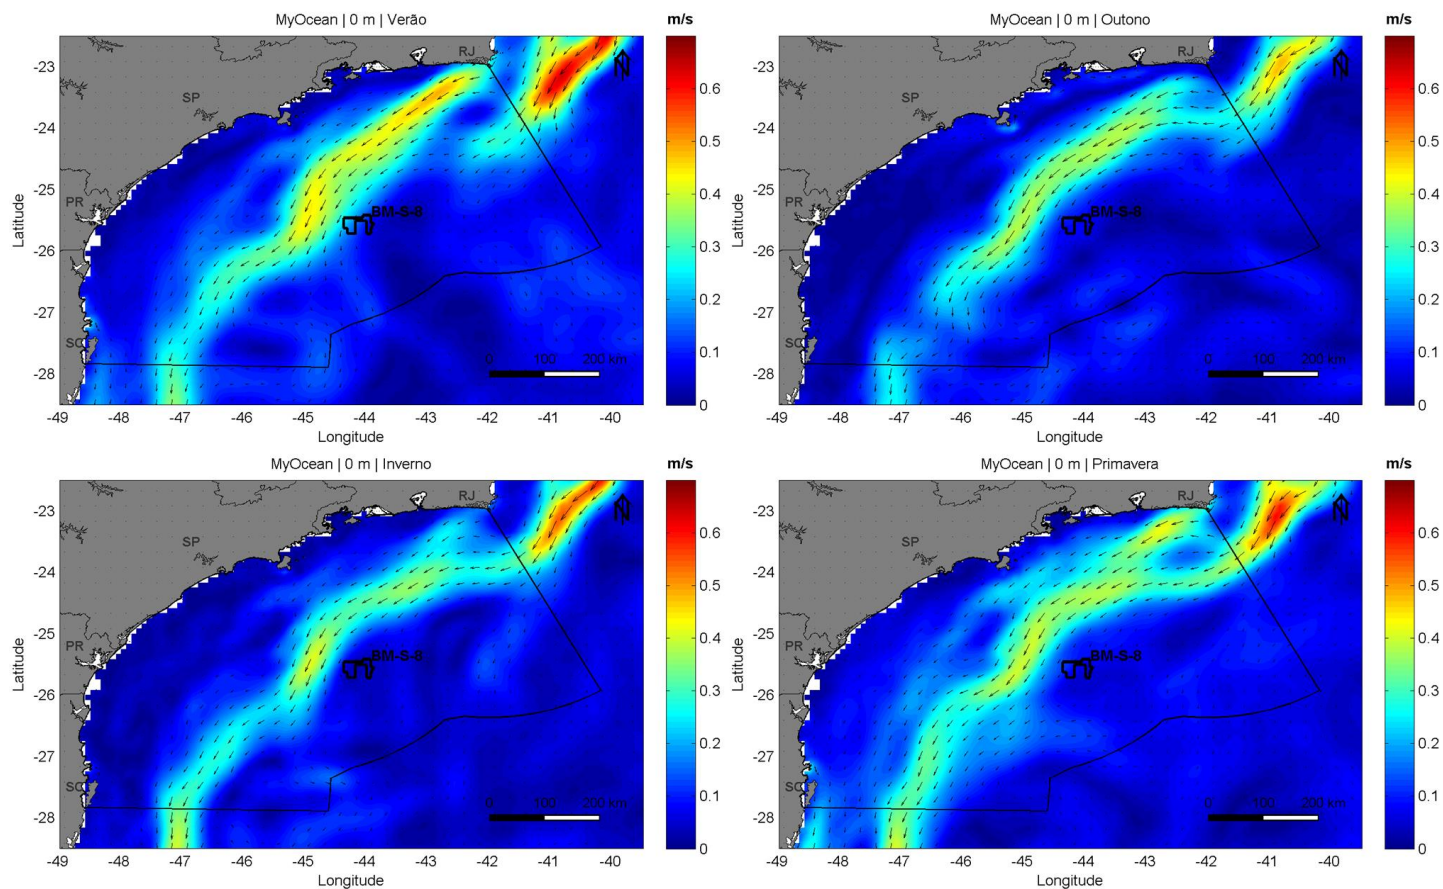 MyOcean | 0 m | Verão
m/s
-23
-24
-25
-26
-27
-28
Latitude
-49
-48
-47
-46
-45
-44
-43
-42
-41
-40
Longitude
RJ
SP
PR
SC
BM-S-8
N
0 100 200 km
0.6
0.5
0.4
0.3
0.2
0.1
0
MyOcean | 0 m | Outono
m/s
-23
-24
-25
-26
-27
-28
Latitude
-49
-48
-47
-46
-45
-44
-43
-42
-41
-40
Longitude
RJ
SP
PR
SC
BM-S-8
N
0 100 200 km
0.6
0.5
0.4
0.3
0.2
0.1
0
MyOcean | 0 m | Inverno
m/s
-23
-24
-25
-26
-27
-28
Latitude
-49
-48
-47
-46
-45
-44
-43
-42
-41
-40
Longitude
RJ
SP
PR
SC
BM-S-8
N
0 100 200 km
0.6
0.5
0.4
0.3
0.2
0.1
0
MyOcean | 0 m | Primavera
m/s
-23
-24
-25
-26
-27
-28
Latitude
-49
-48
-47
-46
-45
-44
-43
-42
-41
-40
Longitude
RJ
SP
PR
SC
BM-S-8
N
0 100 200 km
0.6
0.5
0.4
0.3
0.2
0.1
0